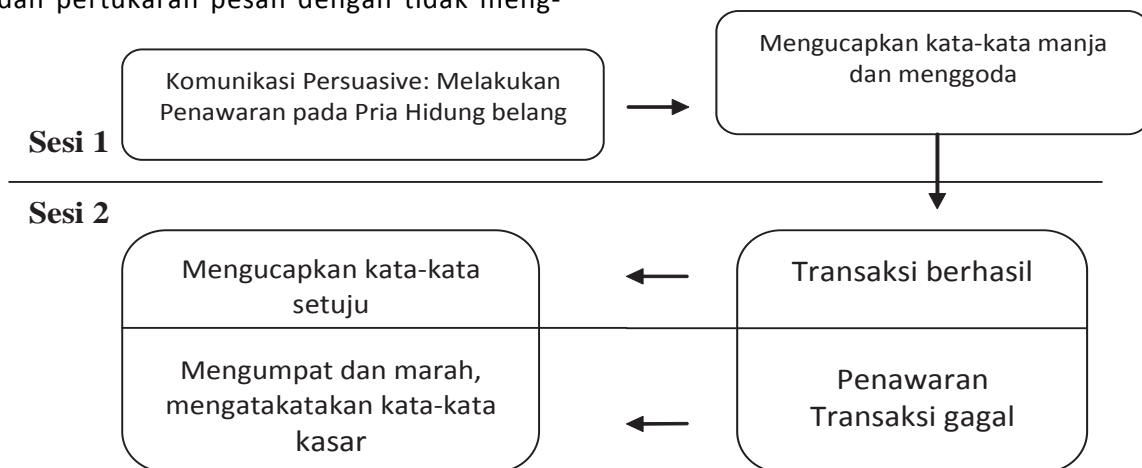 dan pertukaran pesan dengan tidak meng-
Komunikasi Persuasive: Melakukan
Penawaran pada Pria Hidung belang
Mengucapkan kata-kata manja
dan menggoda
Sesi 1
Sesi 2
Mengucapkan kata-kata
setuju
Transaksi berhasil
Mengumpat dan marah,
mengatakatakan kata-kata
kasar
Penawaran
Transaksi gagal